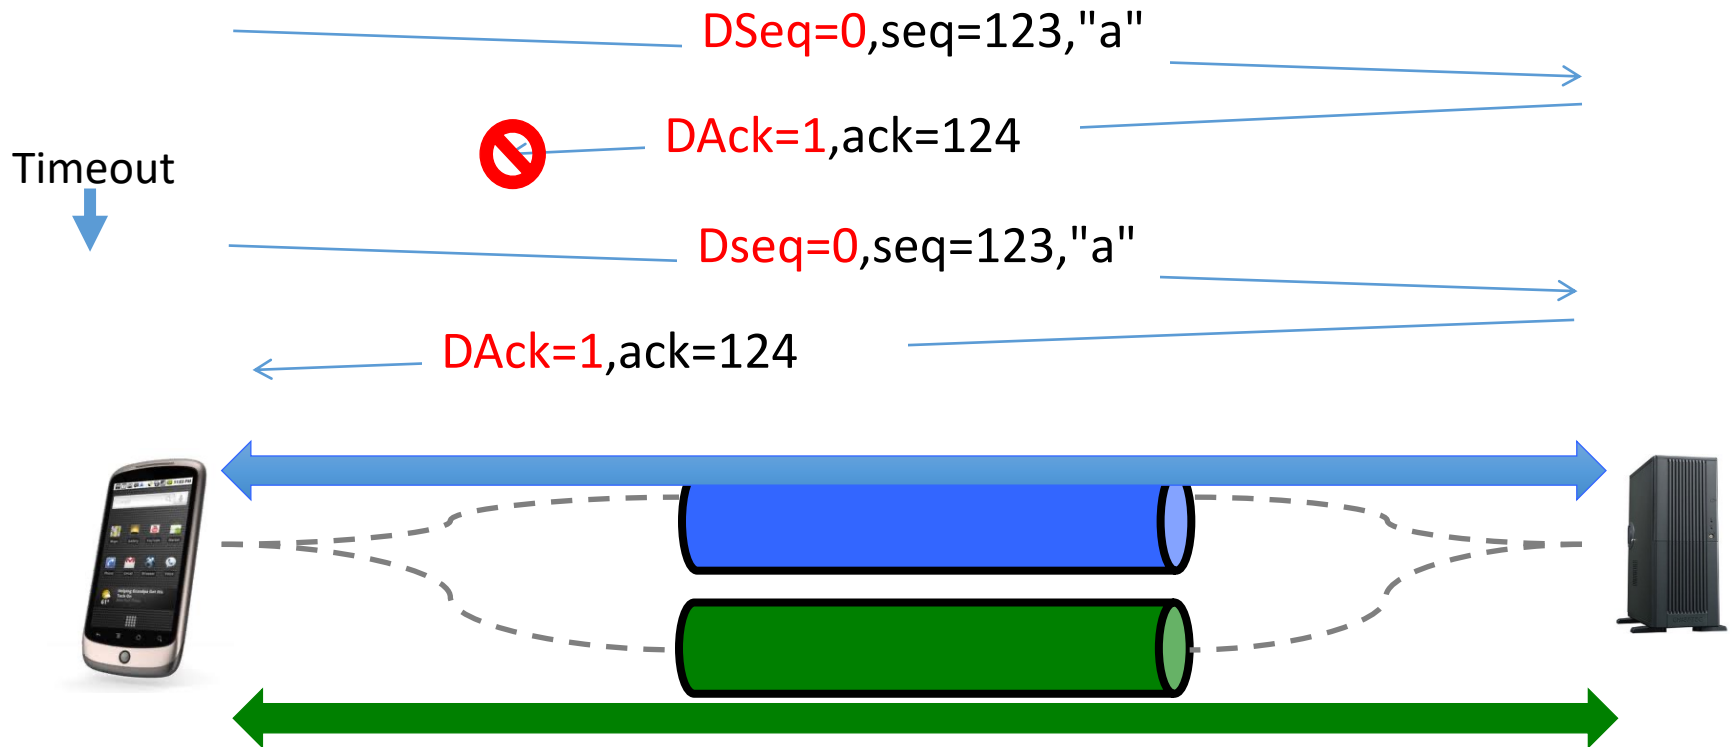 DSeq=0,seq=123,"a"
DAck=1,ack=124
Timeout
Dseq=0,seq=123,"a"
DAck=1,ack=124